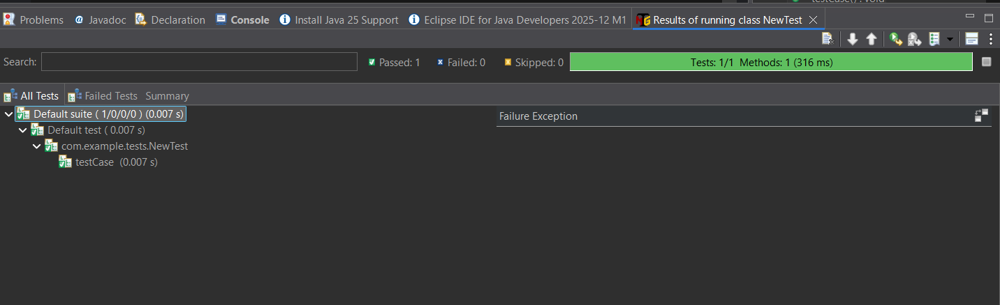 testCase() : void
Problems @ Javadoc Declaration Console Install Java 25 Support Eclipse IDE for Java Developers 2025-12 M1 Results of running class NewTest
Search: Passed: 1 Failed: 0 Skipped: 0 Tests: 1/1 Methods: 1 (316 ms)
All Tests Failed Tests Summary
Default suite ( 1/0/0/0 ) (0.007 s)
Failure Exception
Default test ( 0.007 s)
com.example.tests.NewTest
testCase (0.007 s)